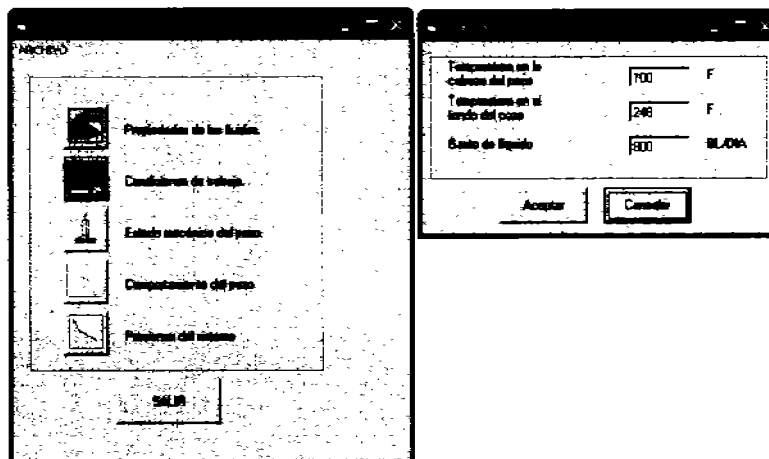 ARCHIVO
Propiedades de los fluidos.
Condiciones de trabajo.
Estado mecánico del pozo.
Comportamiento del pozo
Presiones del sistema
SALIR
Temperatura en la
cabeza del pozo
F
Temperatura en el
fondo del pozo
248
F
Gasto de líquido
BL/DIA
Aceptar
Cancelar